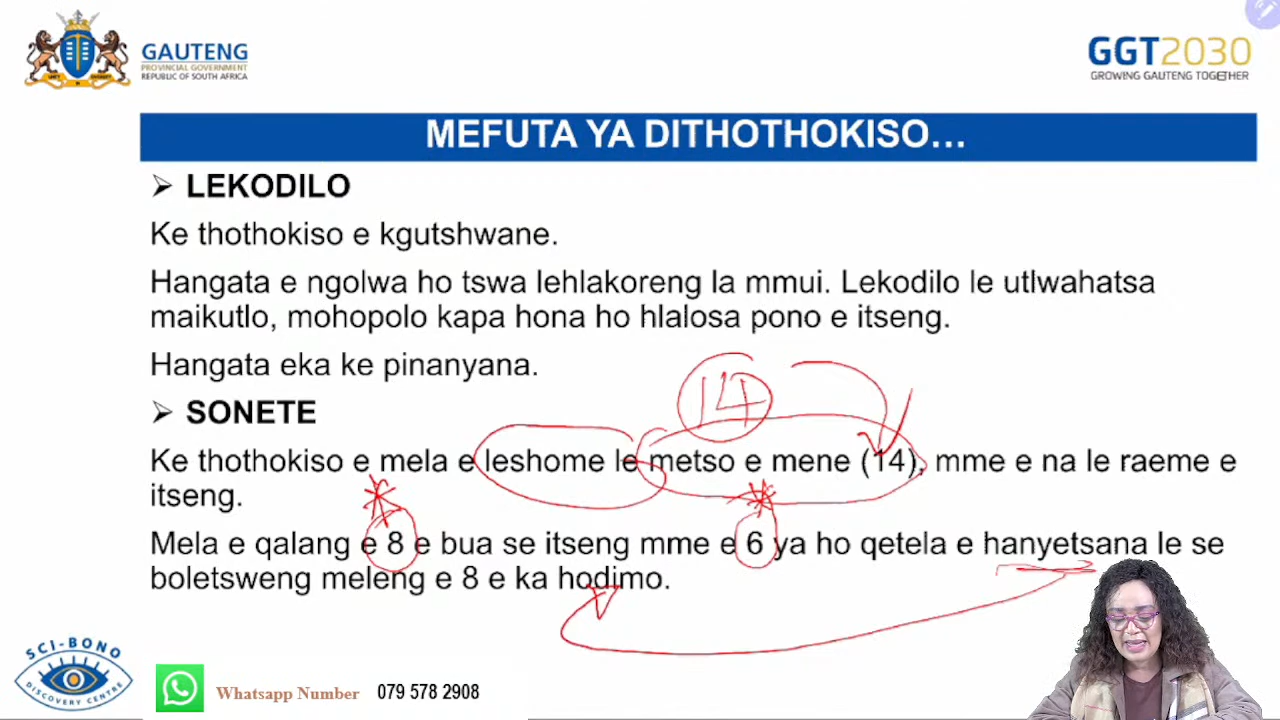 GAUTENG
PROVINCIAL GOVERNMENT
REPUBLIC OF SOUTH AFRICA
GGT2030
GROWING GAUTENG TOGETHER
MEFUTA YA DITHOTHOKISO…
➢ LEKODILO
Ke thothokiso e kgutshwane.
Hangata e ngolwa ho tswa lehlakoreng la mmui. Lekodilo le utlwahatsa
maikutlo, mohopolo kapa hona ho hlalosa pono e itseng.
Hangata eka ke pinanyana.
14
➢ SONETE
Ke thothokiso e mela e leshome le metso e mene (14), mme e na le raeme e
itseng.
Mela e qalang e 8 e bua se itseng mme e 6 ya ho qetela e hanyetsana le se
boletsweng meleng e 8 e ka hodimo.
SCI-BONO
DISCOVERY CENTRE
Whatsapp Number 079 578 2908